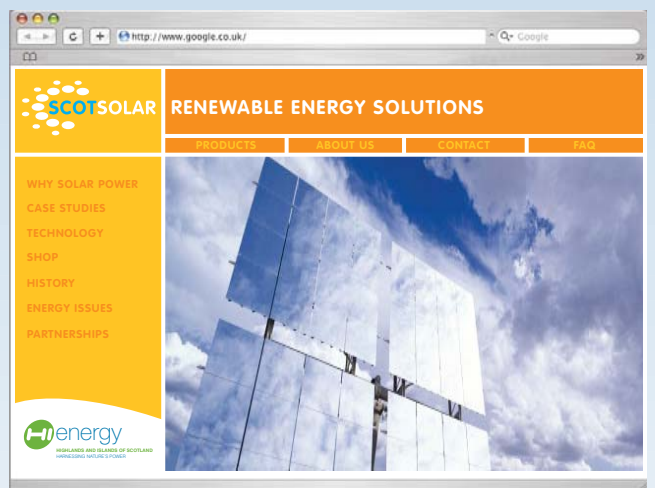 http://www.google.co.uk/
Google
SCOTSOLAR
RENEWABLE ENERGY SOLUTIONS
PRODUCTS
ABOUT US
CONTACT
FAQ
WHY SOLAR POWER
CASE STUDIES
TECHNOLOGY
SHOP
HISTORY
ENERGY ISSUES
PARTNERSHIPS
HI energy
HIGHLANDS AND ISLANDS OF SCOTLAND
HARNESSING NATURE'S POWER